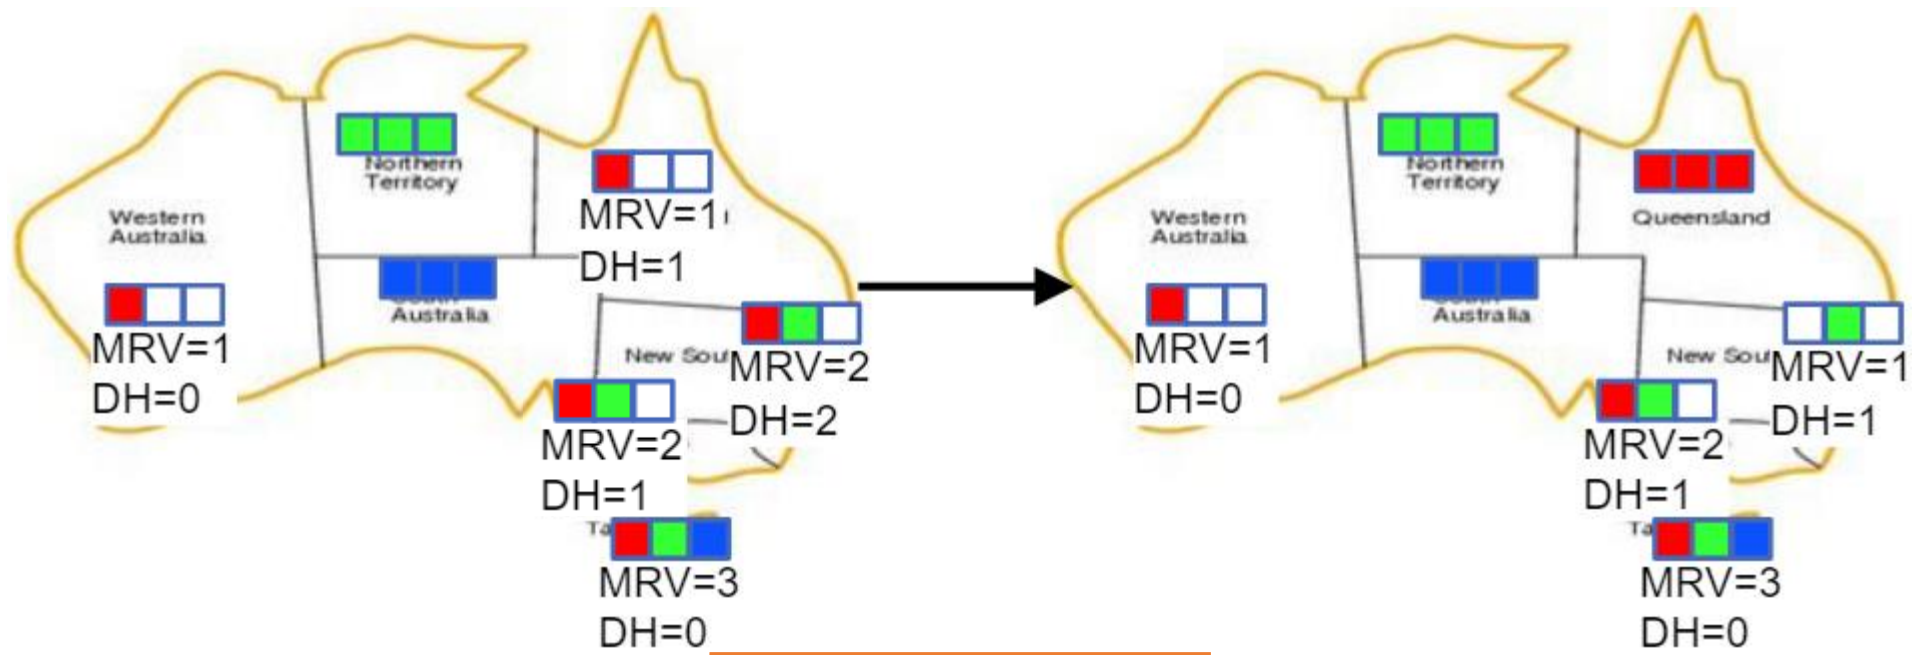 Northern
Territory
MRV=1
DH=1
Western
Australia
Australia
MRV=1
DH=0
New
MRV=2
DH=2
MRV=2
DH=1
MRV=3
DH=0
Northern
Territory
Queensland
Western
Australia
Australia
MRV=1
DH=0
New
MRV=1
DH=1
MRV=2
DH=1
MRV=3
DH=0